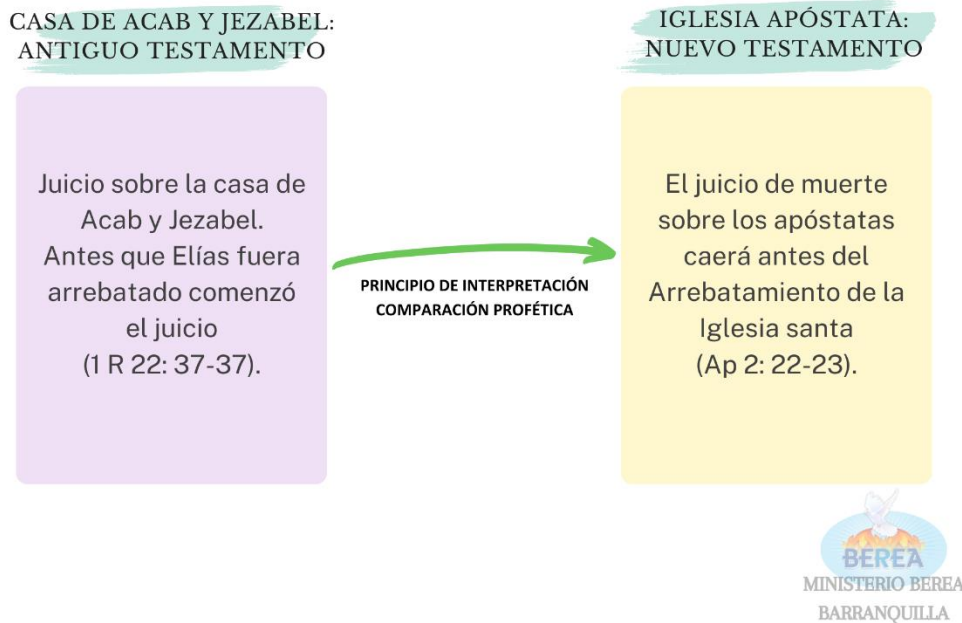 CASA DE ACAB Y JEZABEL:
ANTIGUO TESTAMENTO
Juicio sobre la casa de
Acab y Jezabel.
Antes que Elías fuera
arrebatado comenzó
el juicio
(1 R 22: 37-37).
PRINCIPIO DE INTERPRETACIÓN
COMPARACIÓN PROFÉTICA
IGLESIA APÓSTATA:
NUEVO TESTAMENTO
El juicio de muerte
sobre los apóstatas
caerá antes del
Arrebatamiento de la
Iglesia santa
(Ap 2: 22-23).
BEREA
MINISTERIO BEREA
BARRANQUILLA